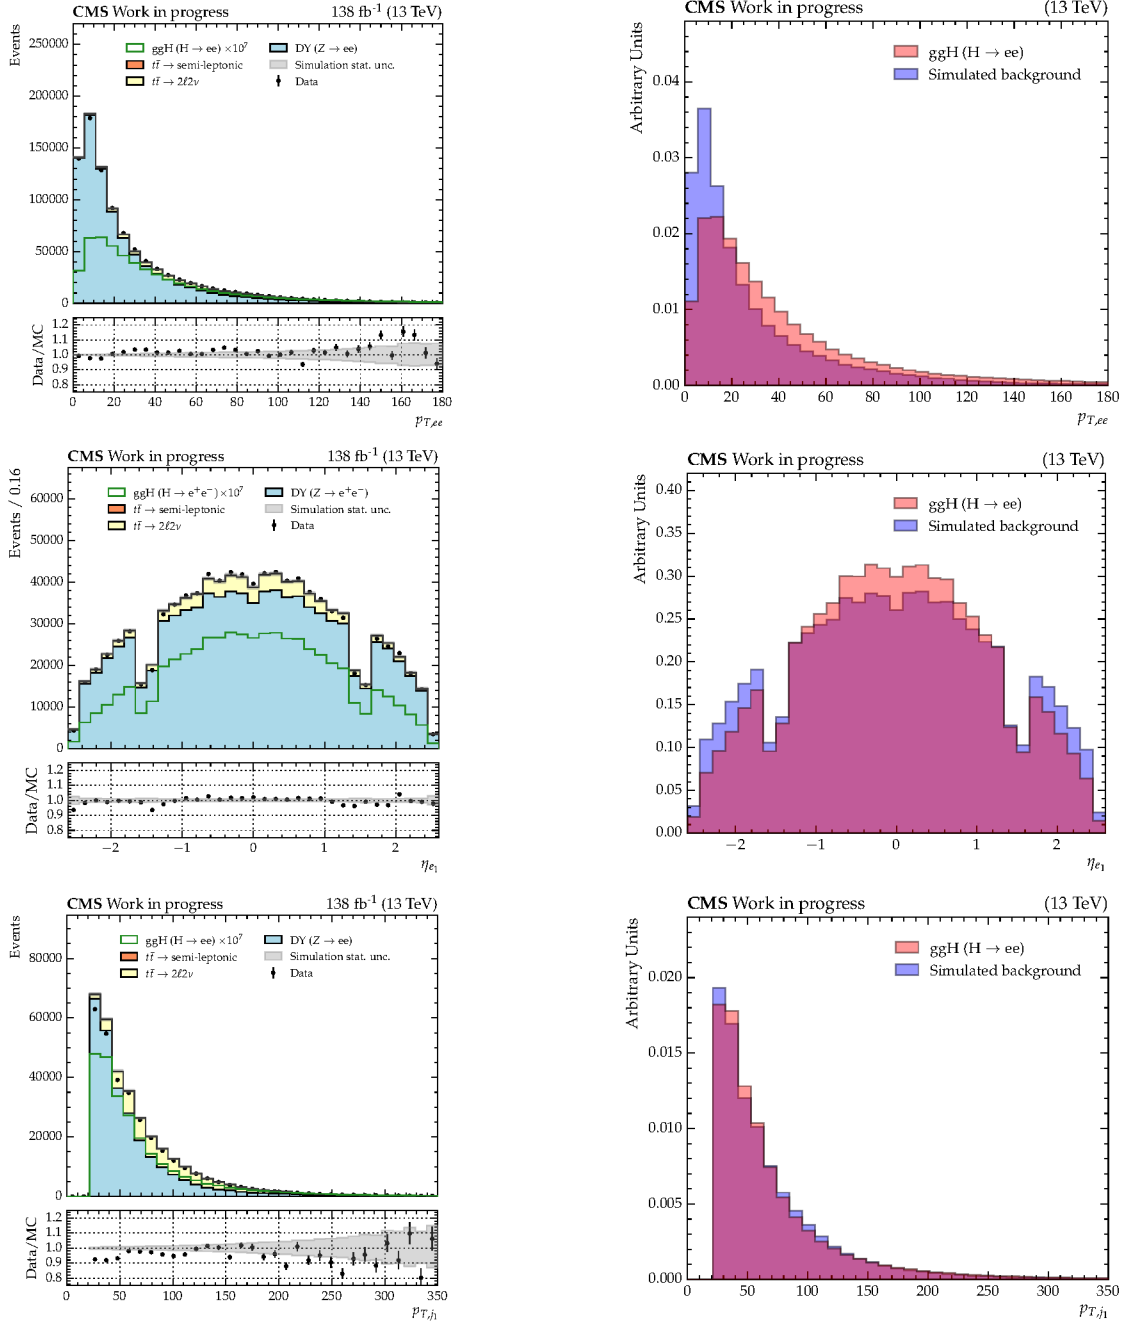 CMS Work in progress 138 fb⁻¹ (13 TeV)
Events
250000
200000
150000
100000
50000
0
ggH (H → ee) ×10⁷
tt̄ → semi-leptonic
tt̄ → 2ℓ2ν
DY (Z → ee)
Simulation stat. unc.
Data
Data/MC
1.2
1.1
1.0
0.9
0.8
0 20 40 60 80 100 120 140 160 180
p_T,ee
CMS Work in progress (13 TeV)
Arbitrary Units
0.04
0.03
0.02
0.01
0.00
ggH (H → ee)
Simulated background
0 20 40 60 80 100 120 140 160 180
p_T,ee
CMS Work in progress 138 fb⁻¹ (13 TeV)
Events / 0.16
60000
50000
40000
30000
20000
10000
0
ggH (H → e⁺e⁻) ×10⁷
tt̄ → semi-leptonic
tt̄ → 2ℓ2ν
DY (Z → e⁺e⁻)
Simulation stat. unc.
Data
Data/MC
1.2
1.1
1.0
0.9
0.8
−2 −1 0 1 2
η_e₁
CMS Work in progress (13 TeV)
Arbitrary Units
0.40
0.35
0.30
0.25
0.20
0.15
0.10
0.05
0.00
ggH (H → ee)
Simulated background
−2 −1 0 1 2
η_e₁
CMS Work in progress 138 fb⁻¹ (13 TeV)
Events
80000
60000
40000
20000
0
ggH (H → ee) ×10⁷
tt̄ → semi-leptonic
tt̄ → 2ℓ2ν
DY (Z → ee)
Simulation stat. unc.
Data
Data/MC
1.2
1.1
1.0
0.9
0.8
0 50 100 150 200 250 300 350
p_T,j₁
CMS Work in progress (13 TeV)
Arbitrary Units
0.020
0.015
0.010
0.005
0.000
ggH (H → ee)
Simulated background
0 50 100 150 200 250 300 350
p_T,j₁